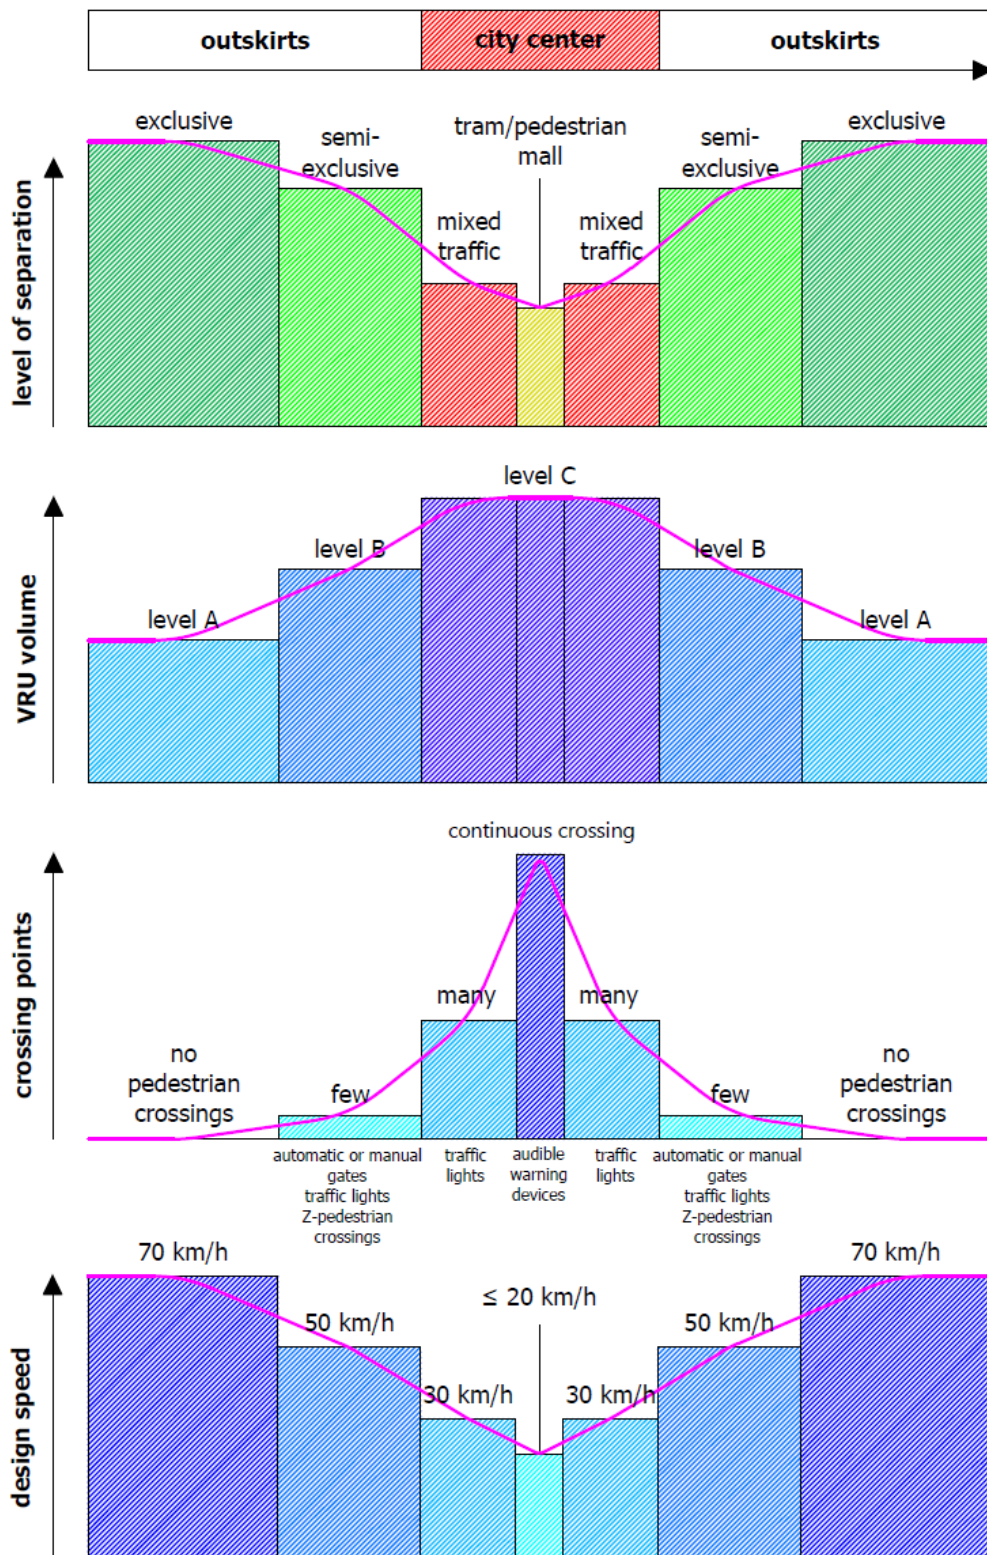 outskirts
city center
outskirts
level of separation
exclusive
semi-
exclusive
mixed
traffic
tram/pedestrian
mall
mixed
traffic
semi-
exclusive
exclusive
VRU volume
level A
level B
level C
level B
level A
crossing points
no
pedestrian
crossings
few
many
continuous crossing
many
few
no
pedestrian
crossings
automatic or manual
gates
traffic lights
Z-pedestrian
crossings
traffic
lights
audible
warning
devices
traffic
lights
automatic or manual
gates
traffic lights
Z-pedestrian
crossings
design speed
70 km/h
50 km/h
30 km/h
≤ 20 km/h
30 km/h
50 km/h
70 km/h